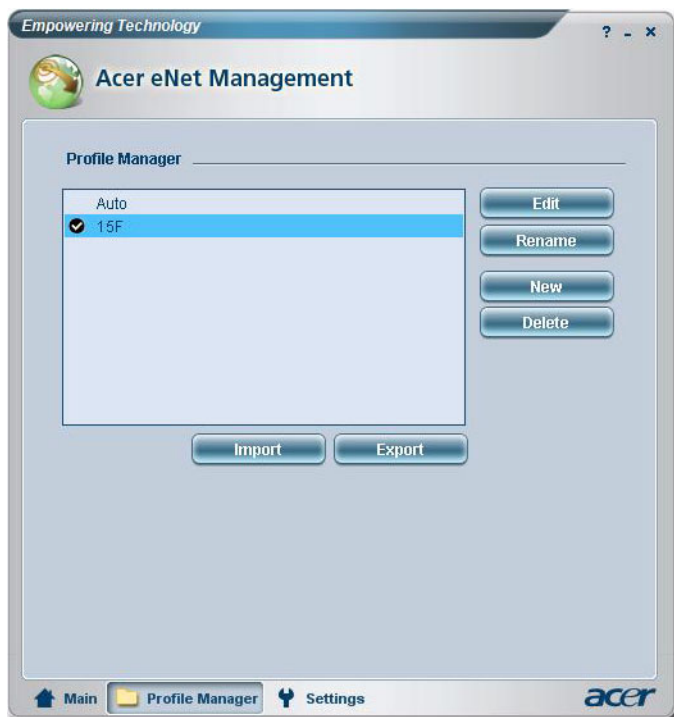 Empowering Technology
? - x
Acer eNet Management
Profile Manager
Auto
15F
Edit
Rename
New
Delete
Import
Export
Main
Profile Manager
Settings
acer